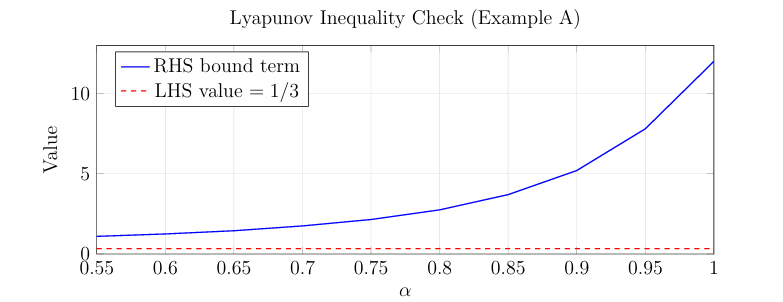 Lyapunov Inequality Check (Example A)
RHS bound term
LHS value = 1/3
Value
10
5
0
0.55 0.6 0.65 0.7 0.75 0.8 0.85 0.9 0.95 1
α